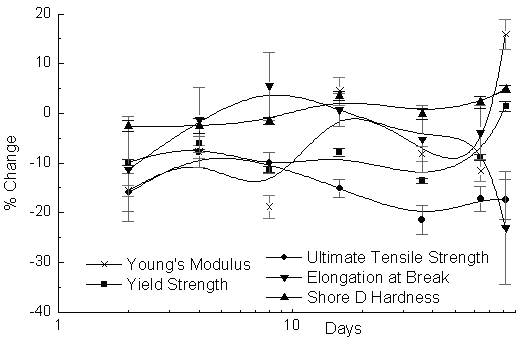 20
10
0
-10
-20
-30
-40
% Change
Young's Modulus
Yield Strength
Ultimate Tensile Strength
Elongation at Break
Shore D Hardness
1
10
Days